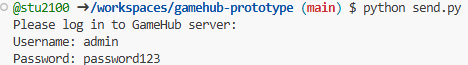 @stu2100 ➜ /workspaces/gamehub-prototype (main) $ python send.py
Please log in to GameHub server:
Username: admin
Password: password123